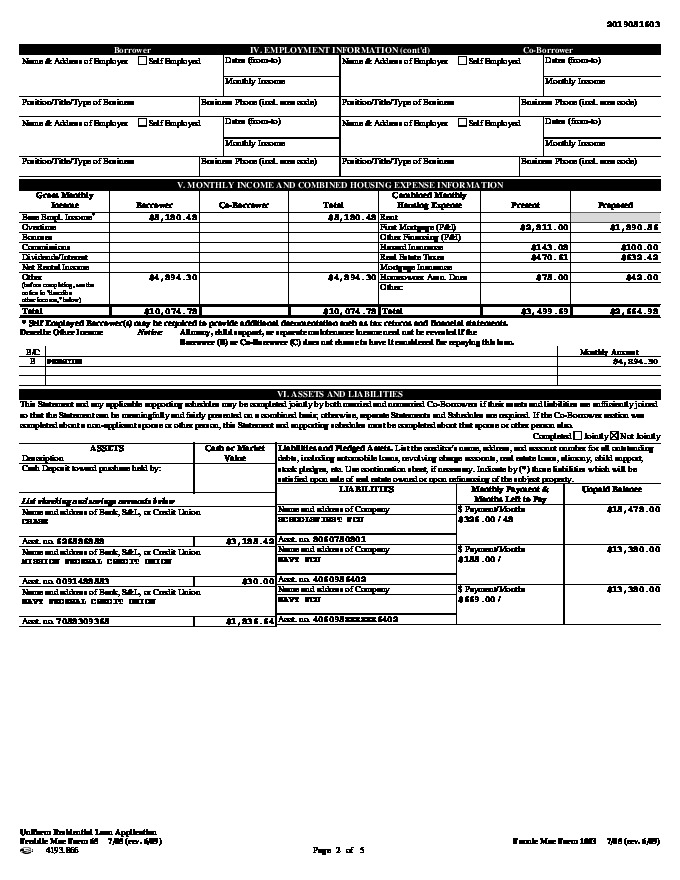 2019081603
Borrower IV. EMPLOYMENT INFORMATION (cont'd) Co-Borrower
Name & Address of Employer Self Employed Dates (from-to) Name & Address of Employer Self Employed Dates (from-to)
Monthly Income Monthly Income
Position/Title/Type of Business Business Phone (incl. area code) Position/Title/Type of Business Business Phone (incl. area code)
Name & Address of Employer Self Employed Dates (from-to) Name & Address of Employer Self Employed Dates (from-to)
Monthly Income Monthly Income
Position/Title/Type of Business Business Phone (incl. area code) Position/Title/Type of Business Business Phone (incl. area code)
V. MONTHLY INCOME AND COMBINED HOUSING EXPENSE INFORMATION
Gross Monthly Income Borrower Co-Borrower Total Combined Monthly Housing Expense Present Proposed
Base Empl. Income* $5,180.48 $5,180.48 Rent
Overtime First Mortgage (P&I) $2,811.00 $1,890.56
Bonuses Other Financing (P&I)
Commissions Hazard Insurance $143.08 $100.00
Dividends/Interest Real Estate Taxes $470.61 $632.42
Net Rental Income Mortgage Insurance
Other $4,894.30 $4,894.30 Homeowner Assn. Dues $75.00 $42.00
(before completing, see the notice in "describe other income," below) Other:
Total $10,074.78 $10,074.78 Total $3,499.69 $2,664.98
* Self Employed Borrower(s) may be required to provide additional documentation such as tax returns and financial statements.
Describe Other Income Notice: Alimony, child support, or separate maintenance income need not be revealed if the
Borrower (B) or Co-Borrower (C) does not choose to have it considered for repaying this loan.
B/C Monthly Amount
B PENSION $4,894.30
VI. ASSETS AND LIABILITIES
This Statement and any applicable supporting schedules may be completed jointly by both married and unmarried Co-Borrowers if their assets and liabilities are sufficiently joined
so that the Statement can be meaningfully and fairly presented on a combined basis; otherwise, separate Statements and Schedules are required. If the Co-Borrower section was
completed about a non-applicant spouse or other person, this Statement and supporting schedules must be completed about that spouse or other person also.
Completed Jointly Not Jointly
ASSETS Cash or Market Value
Description
Cash Deposit toward purchase held by:
Liabilities and Pledged Assets. List the creditor's name, address, and account number for all outstanding
debts, including automobile loans, revolving charge accounts, real estate loans, alimony, child support,
stock pledges, etc. Use continuation sheet, if necessary. Indicate by (*) those liabilities which will be
satisfied upon sale of real estate owned or upon refinancing of the subject property.
LIABILITIES Monthly Payment & Months Left to Pay Unpaid Balance
List checking and savings accounts below
Name and address of Bank, S&L, or Credit Union Name and address of Company $ Payment/Months $15,478.00
CHASE SCHOOLSFIRST FCU $326.00 / 48
Acct. no. $3,188.42 Acct. no. 8060780801
Name and address of Bank, S&L, or Credit Union Name and address of Company $ Payment/Months $13,380.00
MISSION FEDERAL CREDIT UNION NAVY FCU $188.00 /
Acct. no. $30.00 Acct. no. 4060986402
Name and address of Bank, S&L, or Credit Union Name and address of Company $ Payment/Months $13,380.00
NAVY FEDERAL CREDIT UNION NAVY FCU $669.00 /
Acct. no. 7088309368 $1,836.64 Acct. no.
Uniform Residential Loan Application
Freddie Mac Form 65 7/05 (rev. 6/09) Fannie Mae Form 1003 7/05 (rev. 6/09)
4193.866 Page 2 of 5